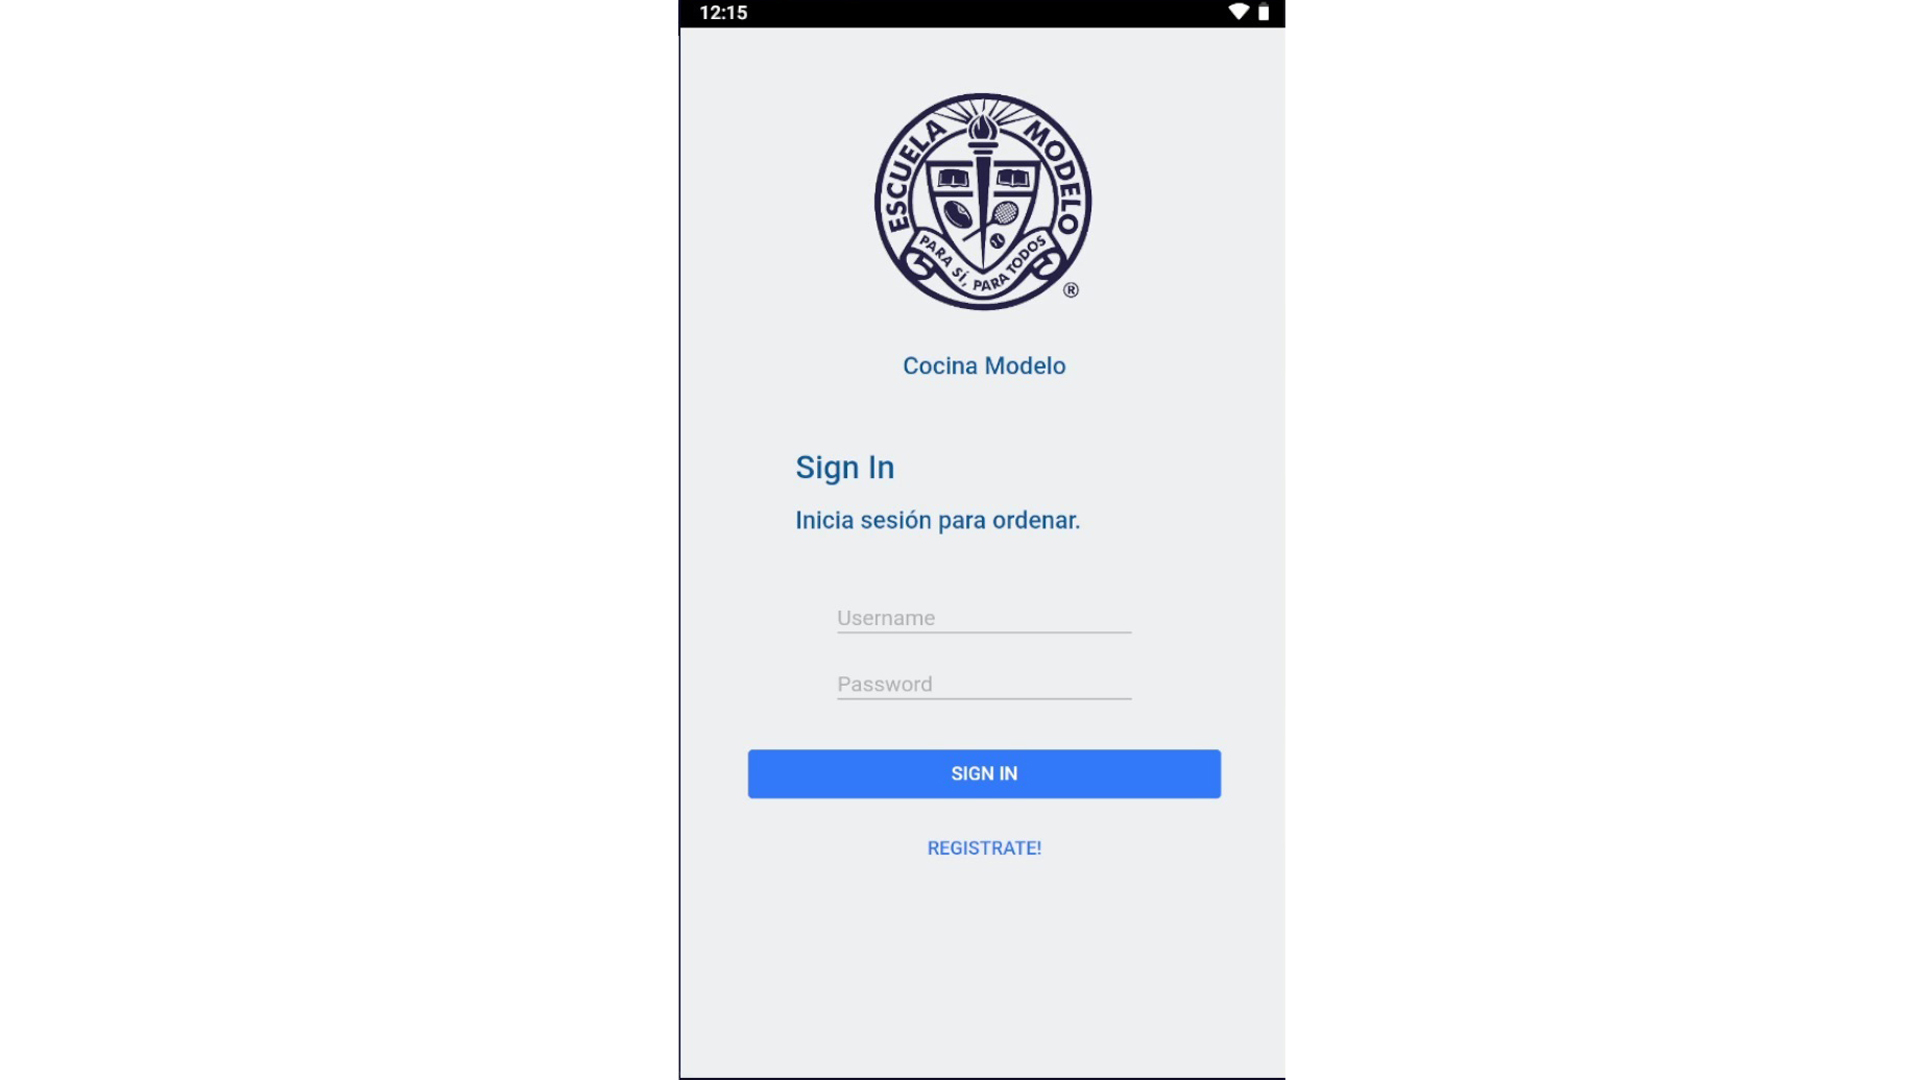 12:15
ESCUELA MODELO
PARA SÍ, PARA TODOS
®
Cocina Modelo
Sign In
Inicia sesión para ordenar.
Username
Password
SIGN IN
REGISTRATE!